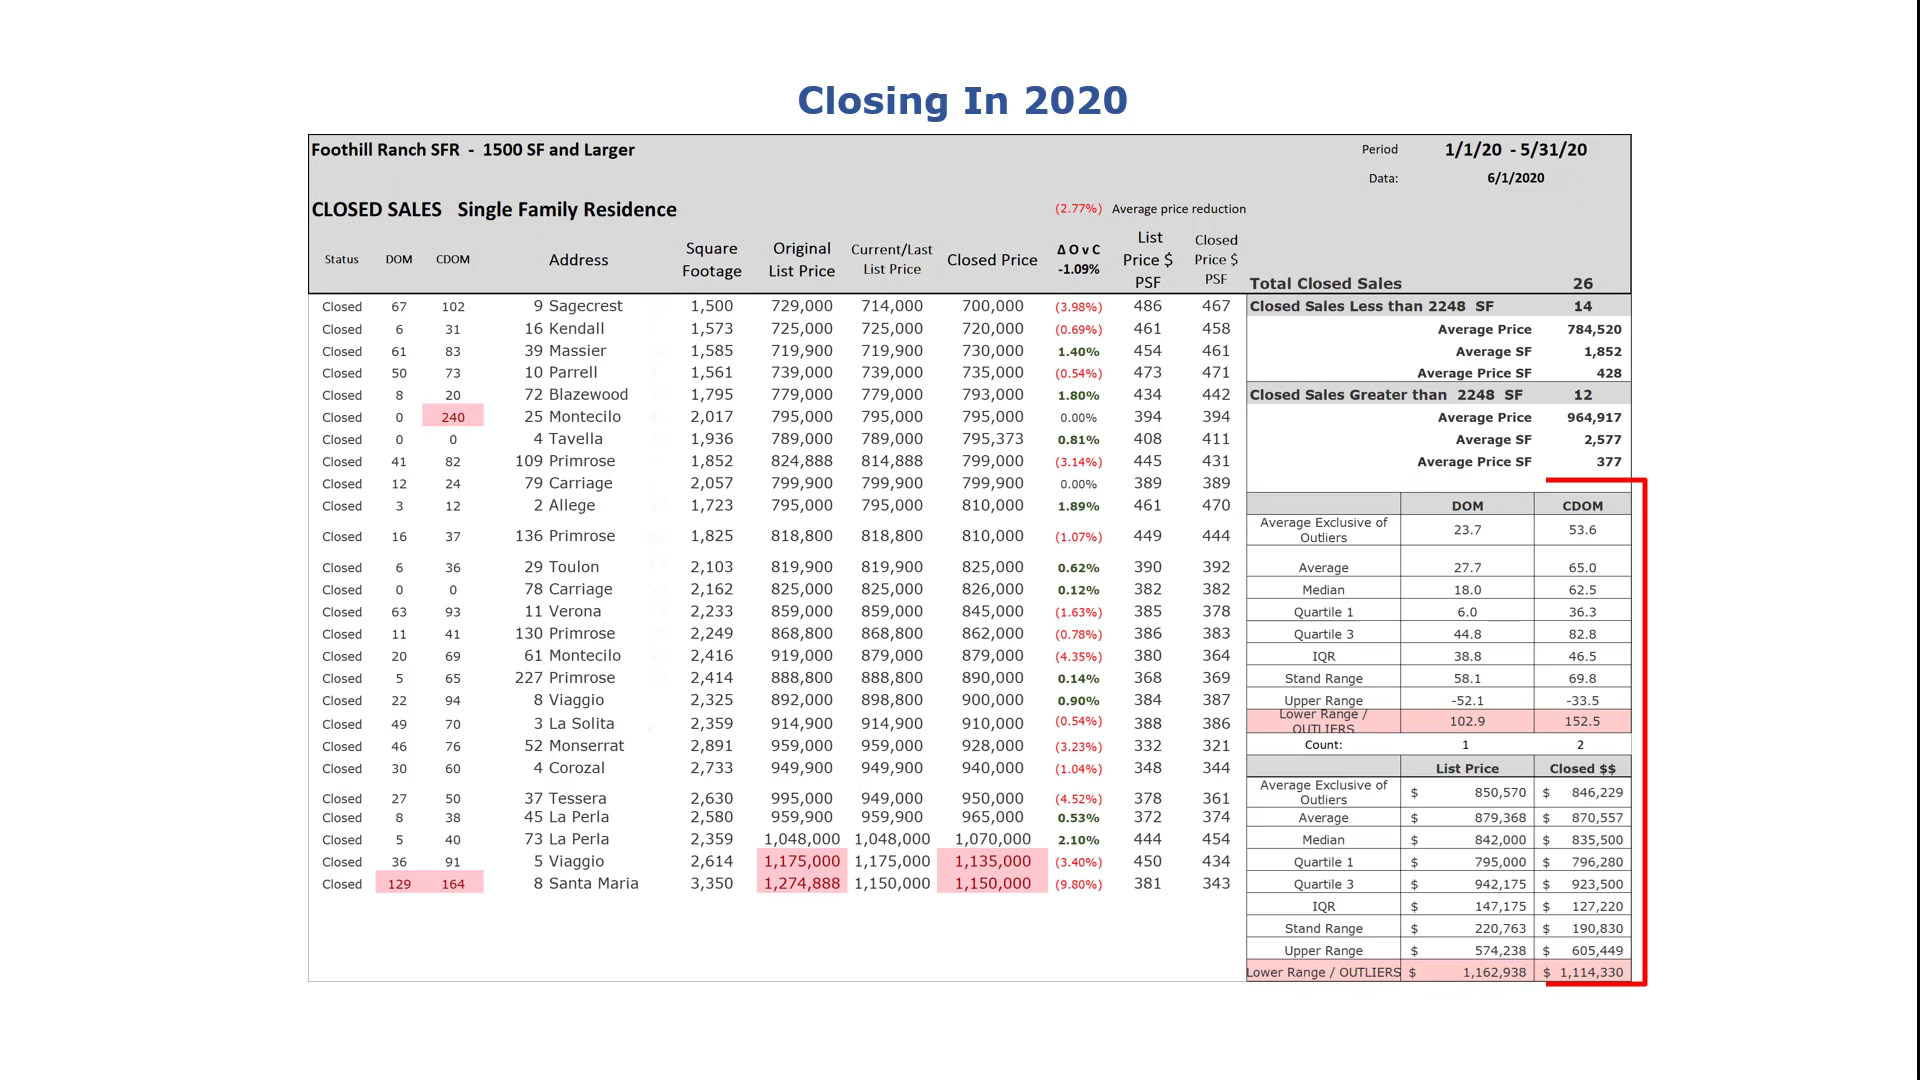 Closing In 2020
Foothill Ranch SFR - 1500 SF and Larger
Period 1/1/20 - 5/31/20
Data: 6/1/2020
CLOSED SALES Single Family Residence
(2.77%) Average price reduction
Status DOM CDOM Address Square Footage Original List Price Current/Last List Price Closed Price Δ O v C -1.09% List Price $ PSF Closed Price $ PSF
Closed 67 102 9 Sagecrest 1,500 729,000 714,000 700,000 (3.98%) 486 467
Closed 6 31 16 Kendall 1,573 725,000 725,000 720,000 (0.69%) 461 458
Closed 61 83 39 Massier 1,585 719,900 719,900 730,000 1.40% 454 461
Closed 50 73 10 Parrell 1,561 739,000 739,000 735,000 (0.54%) 473 471
Closed 8 20 72 Blazewood 1,795 779,000 779,000 793,000 1.80% 434 442
Closed 0 240 25 Montecilo 2,017 795,000 795,000 795,000 0.00% 394 394
Closed 0 0 4 Tavella 1,936 789,000 789,000 795,373 0.81% 408 411
Closed 41 82 109 Primrose 1,852 824,888 814,888 799,000 (3.14%) 445 431
Closed 12 24 79 Carriage 2,057 799,900 799,900 799,900 0.00% 389 389
Closed 3 12 2 Allege 1,723 795,000 795,000 810,000 1.89% 461 470
Closed 16 37 136 Primrose 1,825 818,800 818,800 810,000 (1.07%) 449 444
Closed 6 36 29 Toulon 2,103 819,900 819,900 825,000 0.62% 390 392
Closed 0 0 78 Carriage 2,162 825,000 825,000 826,000 0.12% 382 382
Closed 63 93 11 Verona 2,233 859,000 859,000 845,000 (1.63%) 385 378
Closed 11 41 130 Primrose 2,249 868,800 868,800 862,000 (0.78%) 386 383
Closed 20 69 61 Montecilo 2,416 919,000 879,000 879,000 (4.35%) 380 364
Closed 5 65 227 Primrose 2,414 888,800 888,800 890,000 0.14% 368 369
Closed 22 94 8 Viaggio 2,325 892,000 898,800 900,000 0.90% 384 387
Closed 49 70 3 La Solita 2,359 914,900 914,900 910,000 (0.54%) 388 386
Closed 46 76 52 Monserrat 2,891 959,000 959,000 928,000 (3.23%) 332 321
Closed 30 60 4 Corozal 2,733 949,900 949,900 940,000 (1.04%) 348 344
Closed 27 50 37 Tessera 2,630 995,000 949,000 950,000 (4.52%) 378 361
Closed 8 38 45 La Perla 2,580 959,900 959,900 965,000 0.53% 372 374
Closed 5 40 73 La Perla 2,359 1,048,000 1,048,000 1,070,000 2.10% 444 454
Closed 36 91 5 Viaggio 2,614 1,175,000 1,175,000 1,135,000 (3.40%) 450 434
Closed 129 164 8 Santa Maria 3,350 1,274,888 1,150,000 1,150,000 (9.80%) 381 343
Total Closed Sales 26
Closed Sales Less than 2248 SF 14
Average Price 784,520
Average SF 1,852
Average Price SF 428
Closed Sales Greater than 2248 SF 12
Average Price 964,917
Average SF 2,577
Average Price SF 377
DOM CDOM
Average Exclusive of Outliers 23.7 53.6
Average 27.7 65.0
Median 18.0 62.5
Quartile 1 6.0 36.3
Quartile 3 44.8 82.8
IQR 38.8 46.5
Stand Range 58.1 69.8
Upper Range -52.1 -33.5
Lower Range / OUTLIERS 102.9 152.5
Count: 1 2
List Price Closed $$
Average Exclusive of Outliers $ 850,570 $ 846,229
Average $ 879,368 $ 870,557
Median $ 842,000 $ 835,500
Quartile 1 $ 795,000 $ 796,280
Quartile 3 $ 942,175 $ 923,500
IQR $ 147,175 $ 127,220
Stand Range $ 220,763 $ 190,830
Upper Range $ 574,238 $ 605,449
Lower Range / OUTLIERS $ 1,162,938 $ 1,114,330